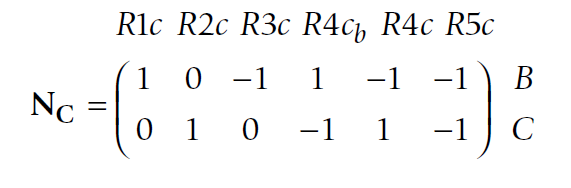 R1c R2c R3c R4c_b R4c R5c
1 0 −1 1 −1 −1 B
N_C =
0 1 0 −1 1 −1 C